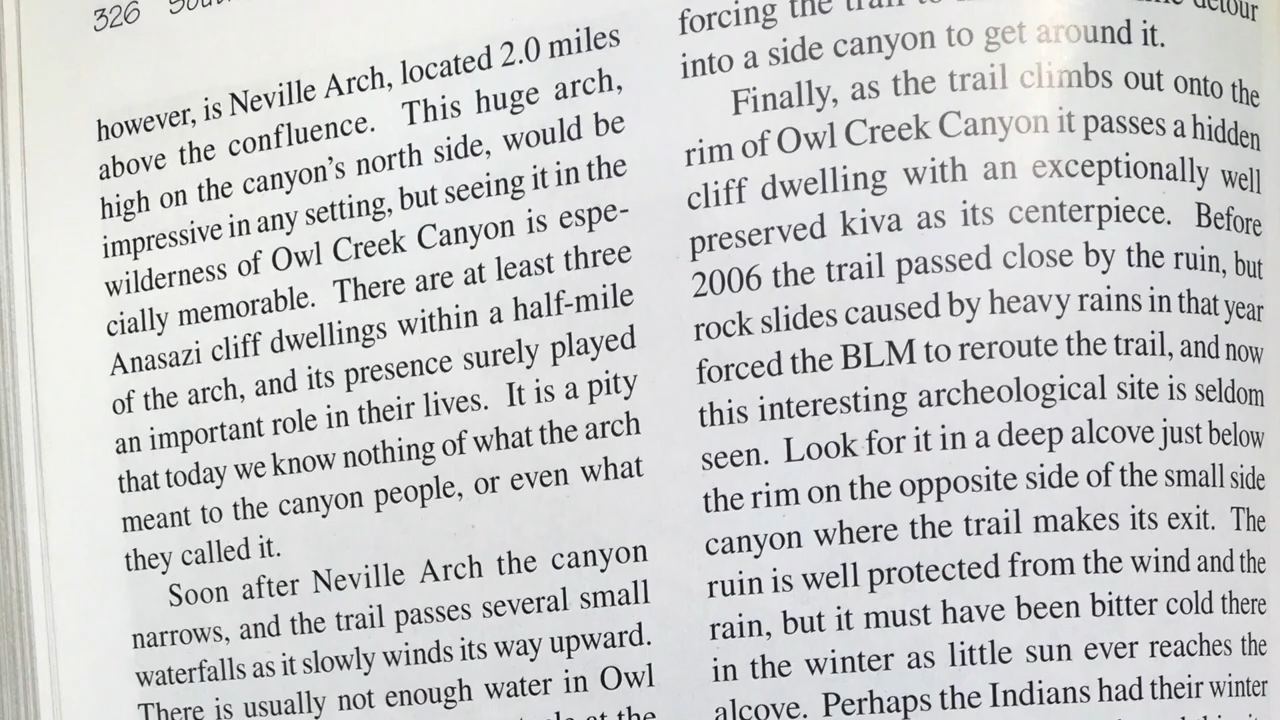 326
however, is Neville Arch, located 2.0 miles
above the confluence. This huge arch,
high on the canyon's north side, would be
impressive in any setting, but seeing it in the
wilderness of Owl Creek Canyon is espe-
cially memorable. There are at least three
Anasazi cliff dwellings within a half-mile
of the arch, and its presence surely played
an important role in their lives. It is a pity
that today we know nothing of what the arch
meant to the canyon people, or even what
they called it.
Soon after Neville Arch the canyon
narrows, and the trail passes several small
waterfalls as it slowly winds its way upward.
There is usually not enough water in Owl
at the
forcing the trail to detour
into a side canyon to get around it.
Finally, as the trail climbs out onto the
rim of Owl Creek Canyon it passes a hidden
cliff dwelling with an exceptionally well
preserved kiva as its centerpiece. Before
2006 the trail passed close by the ruin, but
rock slides caused by heavy rains in that year
forced the BLM to reroute the trail, and now
this interesting archeological site is seldom
seen. Look for it in a deep alcove just below
the rim on the opposite side of the small side
canyon where the trail makes its exit. The
ruin is well protected from the wind and the
rain, but it must have been bitter cold there
in the winter as little sun ever reaches the
alcove. Perhaps the Indians had their winter